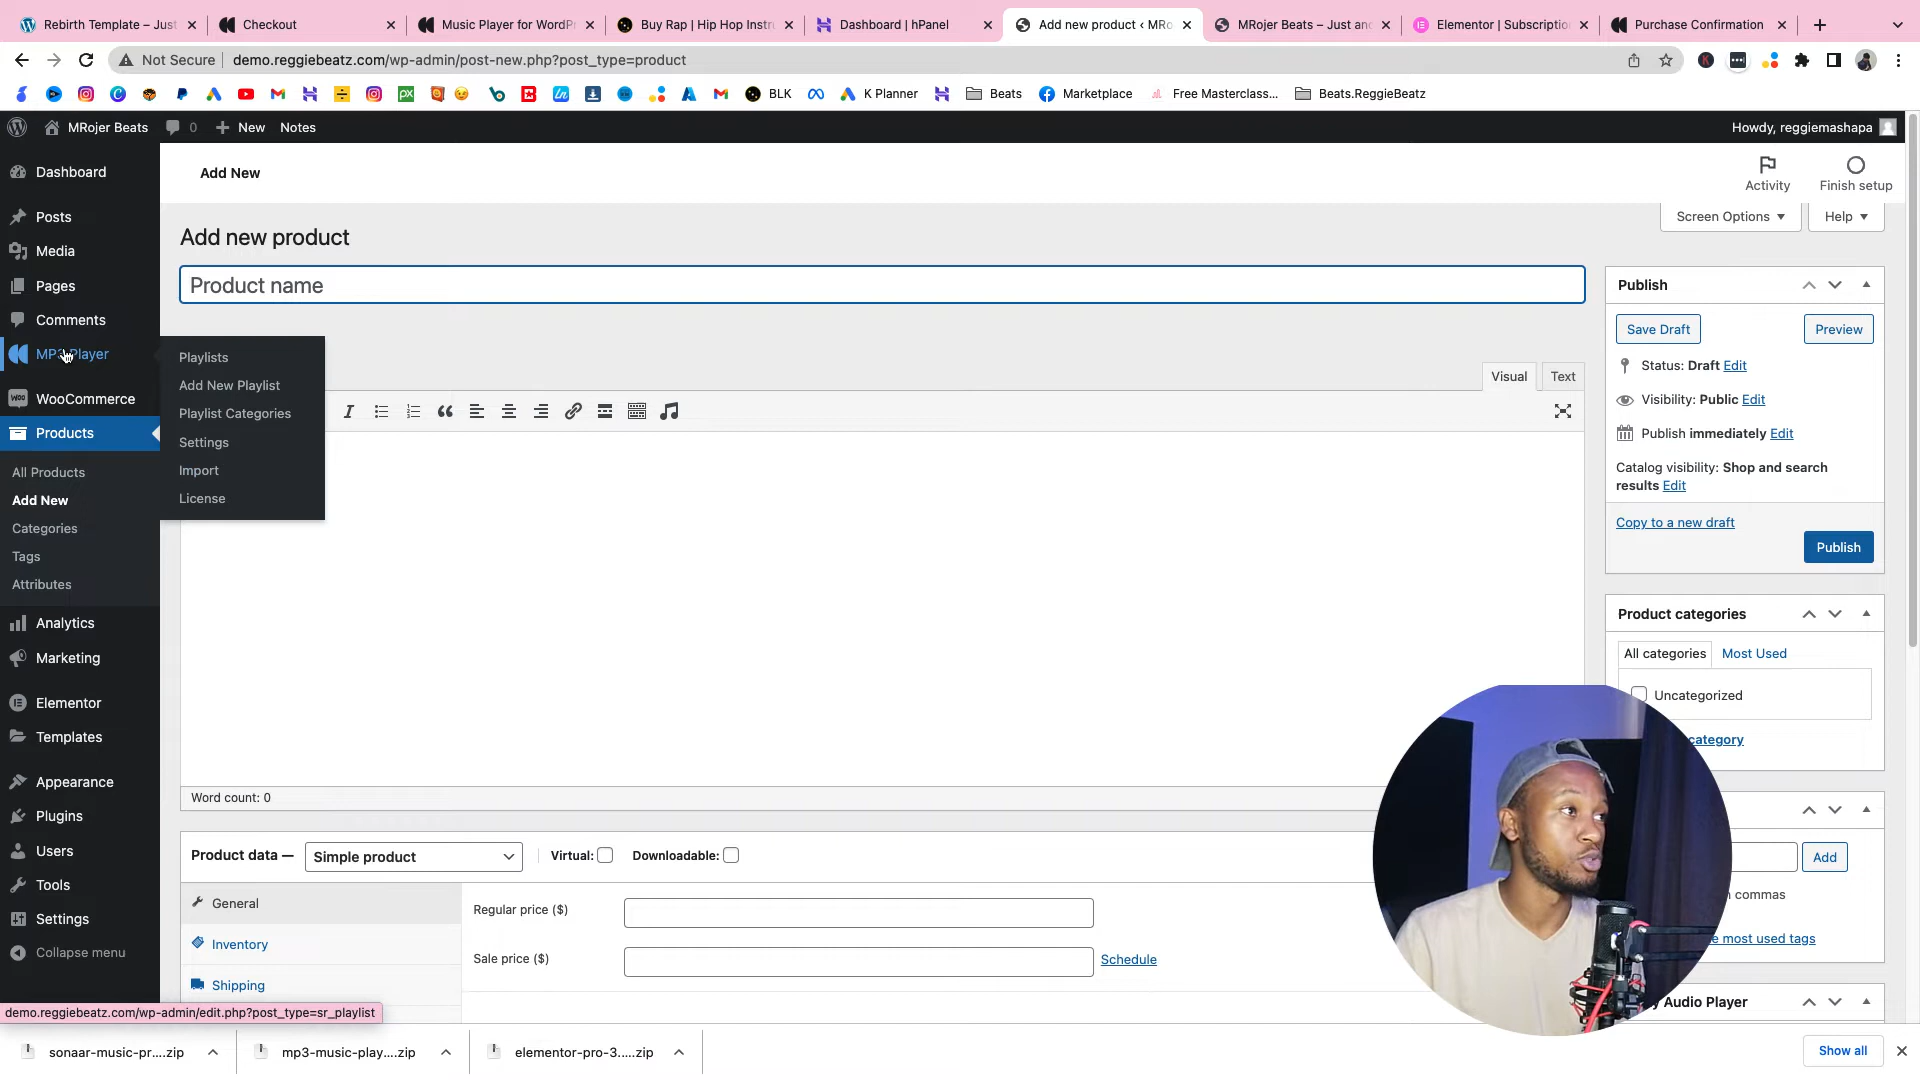 Rebirth Template – Just
Checkout
Music Player for WordPr
Buy Rap | Hip Hop Instru
Dashboard | hPanel
Add new product ‹ MRo
MRojer Beats – Just ano
Elementor | Subscriptio
Purchase Confirmation
Not Secure
demo.reggiebeatz.com/wp-admin/post-new.php?post_type=product
BLK
K Planner
Beats
Marketplace
Free Masterclass...
Beats.ReggieBeatz
MRojer Beats
0
New
Notes
Howdy, reggiemashapa
Dashboard
Posts
Media
Pages
Comments
MP3 Player
WooCommerce
Products
All Products
Add New
Categories
Tags
Attributes
Analytics
Marketing
Elementor
Templates
Appearance
Plugins
Users
Tools
Settings
Collapse menu
Playlists
Add New Playlist
Playlist Categories
Settings
Import
License
Add New
Activity
Finish setup
Screen Options
Help
Add new product
Product name
Visual
Text
Word count: 0
Product data —
Simple product
Virtual:
Downloadable:
General
Inventory
Shipping
Regular price ($)
Sale price ($)
Schedule
Publish
Save Draft
Preview
Status: Draft Edit
Visibility: Public Edit
Publish immediately Edit
Catalog visibility: Shop and search
results Edit
Copy to a new draft
Publish
Product categories
All categories
Most Used
Uncategorized
category
Add
commas
most used tags
Audio Player
demo.reggiebeatz.com/wp-admin/edit.php?post_type=sr_playlist
sonaar-music-pr....zip
mp3-music-play....zip
elementor-pro-3.....zip
Show all